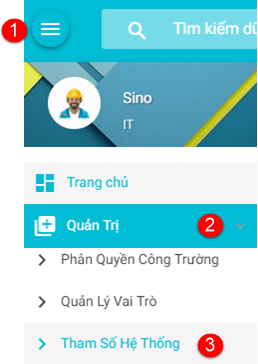 1
Tìm kiếm dữ
Sino
IT
Trang chủ
Quản Trị 2
Phân Quyền Công Trường
Quản Lý Vai Trò
Tham Số Hệ Thống 3